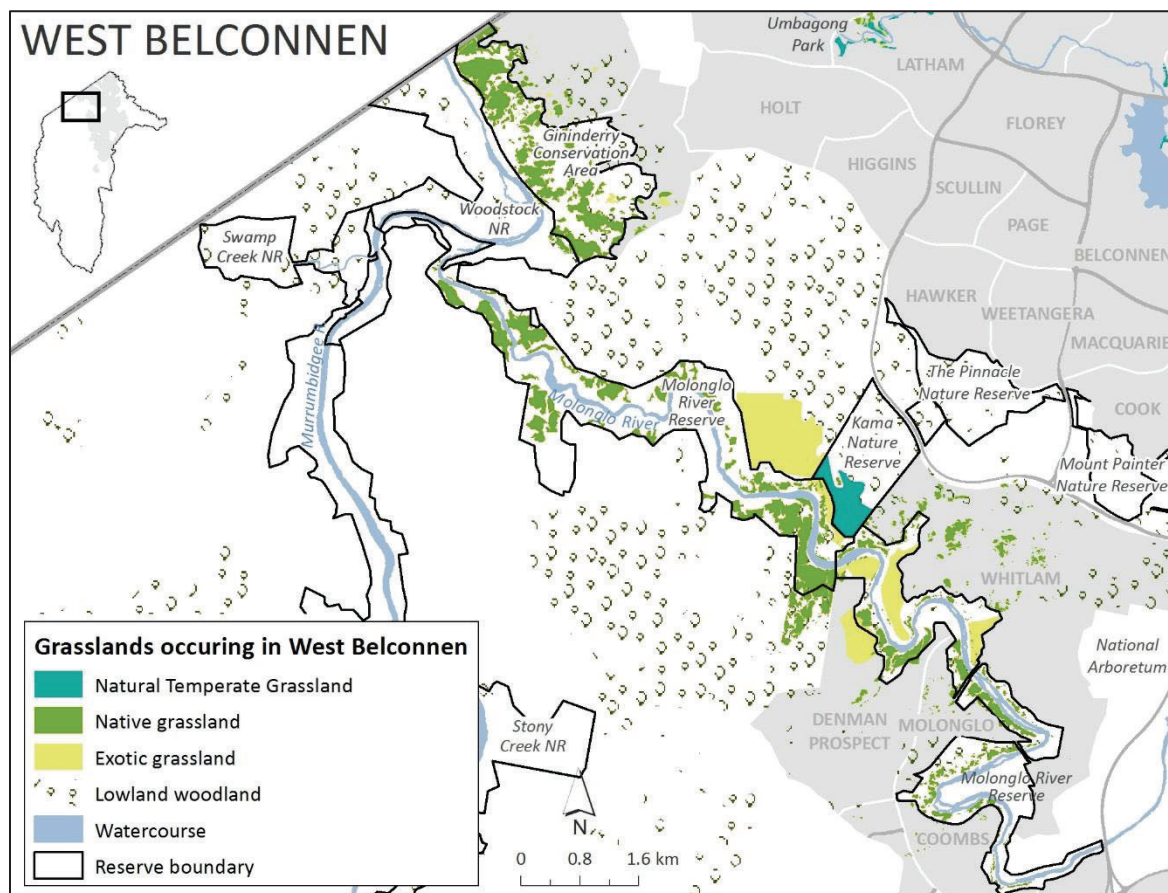 WEST BELCONNEN
Umbagong
Park
LATHAM
HOLT
FLOREY
Gininderry
Conservation
Area
HIGGINS
SCULLIN
Woodstock
NR
PAGE
Swamp
Creek NR
BELCONNEN
HAWKER
WEETANGERA
MACQUARIE
Murrumbidgee R
The Pinnacle
Nature Reserve
Molonglo River
Molonglo
River
Reserve
Kama
Nature
Reserve
COOK
Mount Painter
Nature Reserve
WHITLAM
National
Arboretum
Grasslands occuring in West Belconnen
Natural Temperate Grassland
Native grassland
Exotic grassland
Lowland woodland
Watercourse
Reserve boundary
Stony
Creek NR
DENMAN
PROSPECT
MOLONGLO
Molonglo River
Reserve
COOMBS
N
0 0.8 1.6 km